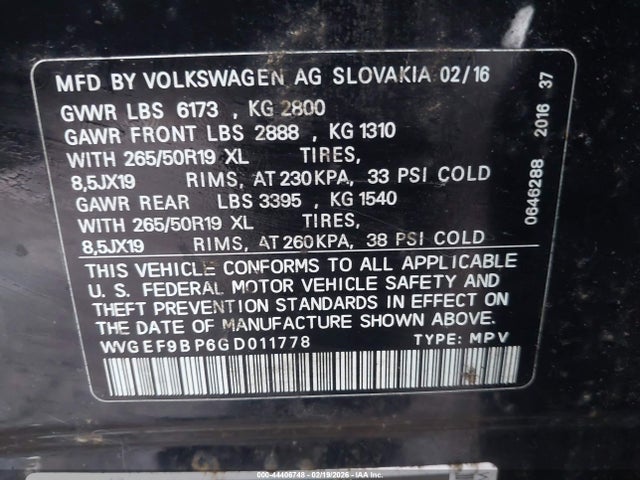 MFD BY VOLKSWAGEN AG SLOVAKIA 02/16
GVWR LBS 6173 , KG 2800
GAWR FRONT LBS 2888 , KG 1310
WITH 265/50R19 XL TIRES,
8,5JX19 RIMS, AT 230KPA, 33 PSI COLD
GAWR REAR LBS 3395 , KG 1540
WITH 265/50R19 XL TIRES,
8,5JX19 RIMS, AT 260KPA, 38 PSI COLD
THIS VEHICLE CONFORMS TO ALL APPLICABLE
U. S. FEDERAL MOTOR VEHICLE SAFETY AND
THEFT PREVENTION STANDARDS IN EFFECT ON
THE DATE OF MANUFACTURE SHOWN ABOVE.
WVGEF9BP6GD011778 TYPE: MPV
0646288 2016 37
000-44406748 - 02/19/2026 - IAA, Inc.